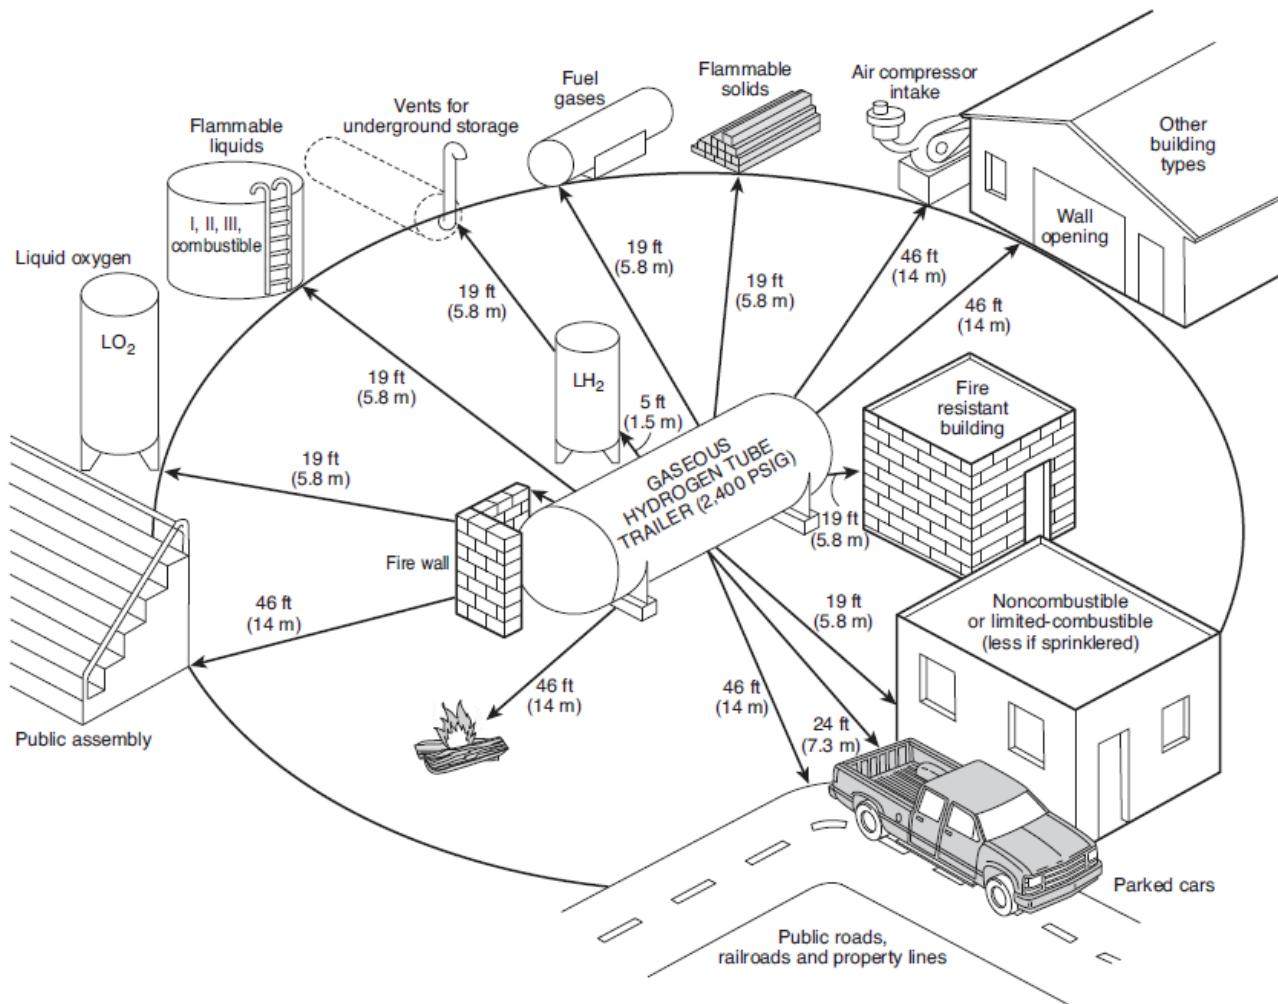 Fuel
gases
Flammable
solids
Air compressor
intake
Vents for
underground storage
Flammable
liquids
Other
building
types
I, II, III,
combustible
Wall
opening
Liquid oxygen
LO2
19 ft
(5.8 m)
19 ft
(5.8 m)
19 ft
(5.8 m)
46 ft
(14 m)
46 ft
(14 m)
LH2
19 ft
(5.8 m)
5 ft
(1.5 m)
Fire
resistant
building
GASEOUS
HYDROGEN TUBE
TRAILER (2,400 PSIG)
19 ft
(5.8 m)
19 ft
(5.8 m)
Fire wall
46 ft
(14 m)
19 ft
(5.8 m)
Noncombustible
or limited-combustible
(less if sprinklered)
46 ft
(14 m)
46 ft
(14 m)
24 ft
(7.3 m)
Public assembly
Parked cars
Public roads,
railroads and property lines